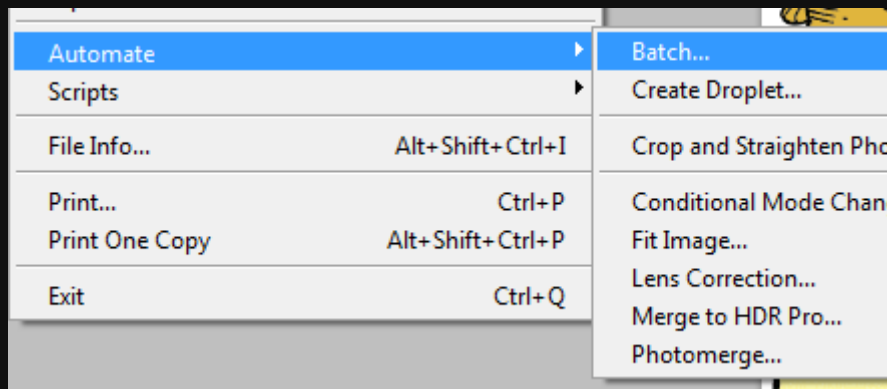 Automate
Scripts
File Info... Alt+Shift+Ctrl+I
Print... Ctrl+P
Print One Copy Alt+Shift+Ctrl+P
Exit Ctrl+Q
Batch...
Create Droplet...
Crop and Straighten Pho
Conditional Mode Chan
Fit Image...
Lens Correction...
Merge to HDR Pro...
Photomerge...